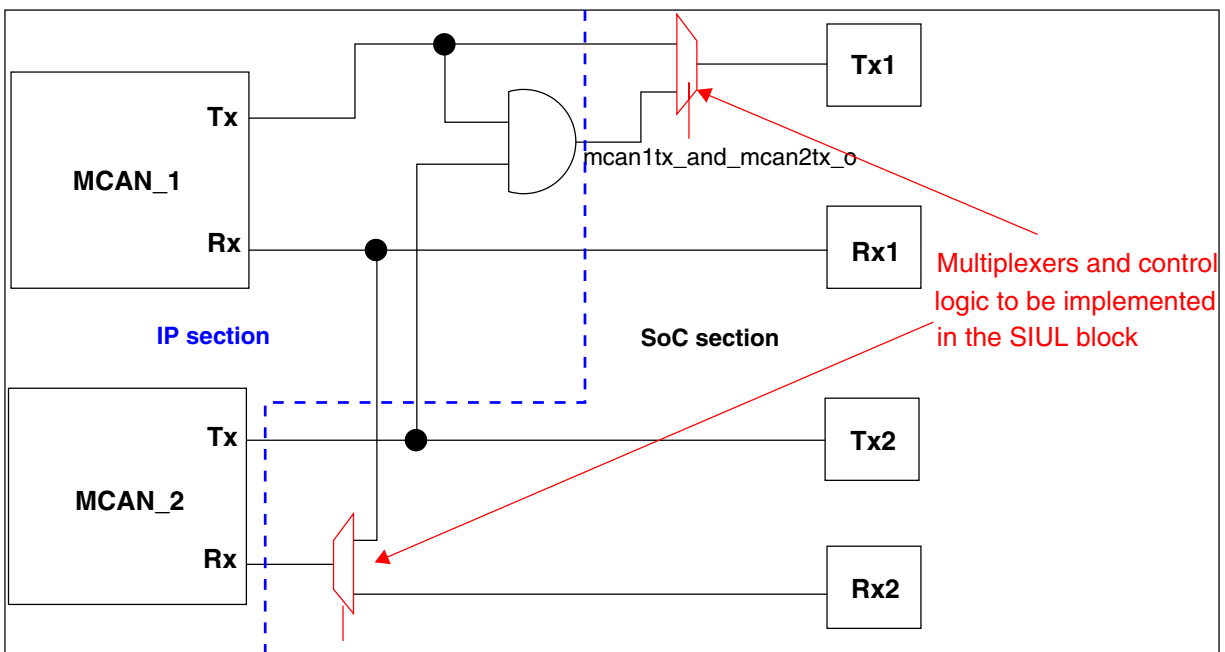 Tx1
Tx
mcan1tx_and_mcan2tx_o
MCAN_1
Rx
Rx1
Multiplexers and control
logic to be implemented
in the SIUL block
IP section
SoC section
Tx
Tx2
MCAN_2
Rx
Rx2